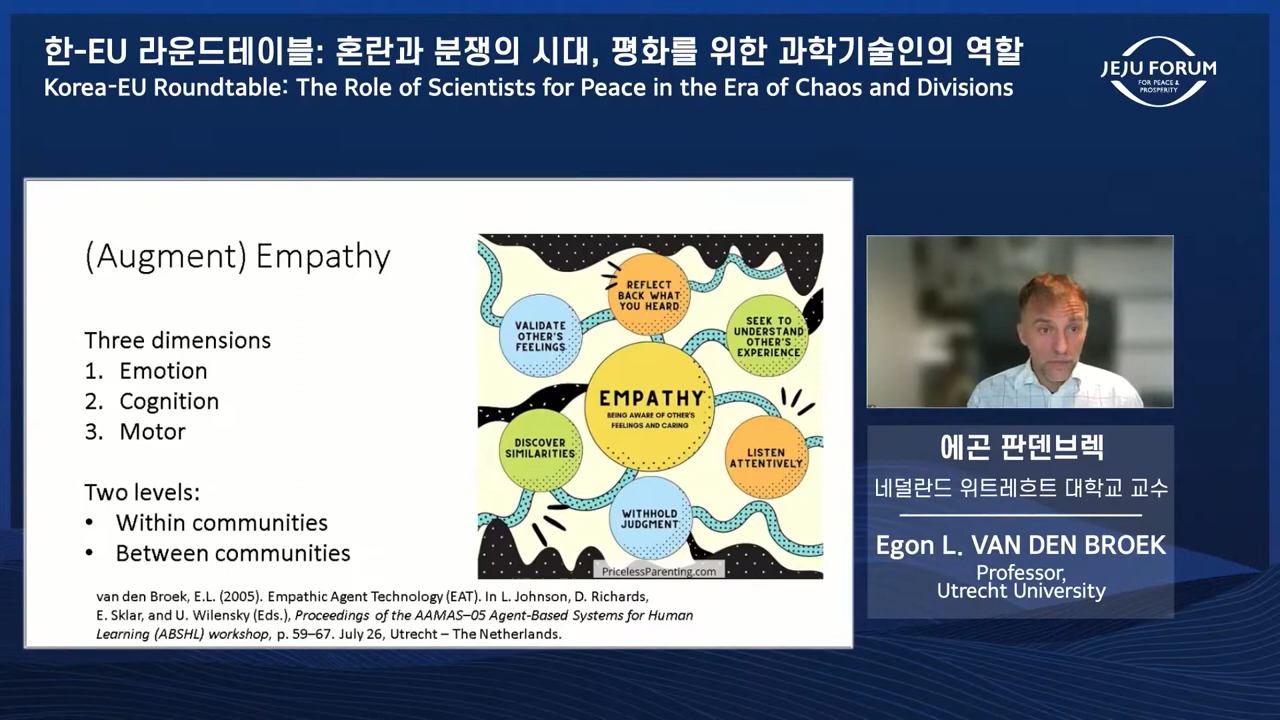 한-EU 라운드테이블: 혼란과 분쟁의 시대, 평화를 위한 과학기술인의 역할
Korea-EU Roundtable: The Role of Scientists for Peace in the Era of Chaos and Divisions
JEJU FORUM
FOR PEACE &
PROSPERITY
(Augment) Empathy
Three dimensions
1. Emotion
2. Cognition
3. Motor
Two levels:
• Within communities
• Between communities
REFLECT
BACK WHAT
YOU HEARD
VALIDATE
OTHER'S
FEELINGS
SEEK TO
UNDERSTAND
OTHER'S
EXPERIENCE
EMPATHY
BEING AWARE OF OTHER'S
FEELINGS AND CARING
DISCOVER
SIMILARITIES
LISTEN
ATTENTIVELY
WITHHOLD
JUDGMENT
PricelessParenting.com
van den Broek, E.L. (2005). Empathic Agent Technology (EAT). In L. Johnson, D. Richards,
E. Sklar, and U. Wilensky (Eds.), Proceedings of the AAMAS–05 Agent-Based Systems for Human
Learning (ABSHL) workshop, p. 59–67. July 26, Utrecht – The Netherlands.
에곤 판덴브렉
네덜란드 위트레흐트 대학교 교수
Egon L. VAN DEN BROEK
Professor,
Utrecht University